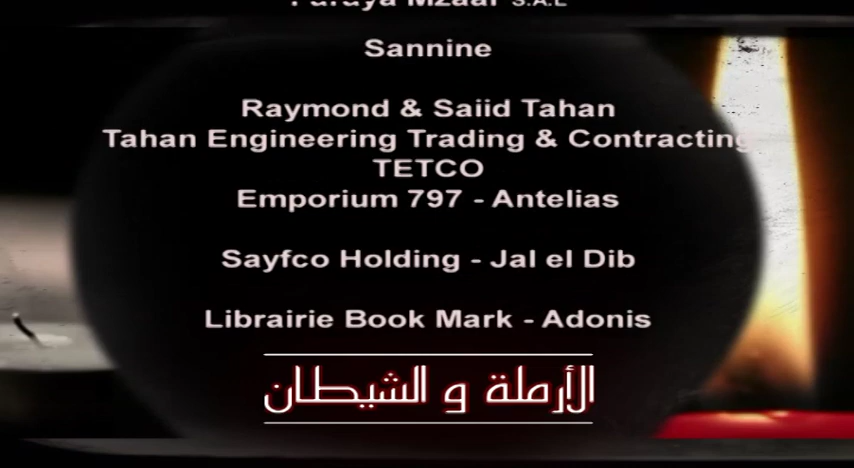 S.A.L
Sannine
Raymond & Saiid Tahan
Tahan Engineering Trading & Contracting
TETCO
Emporium 797 - Antelias
Sayfco Holding - Jal el Dib
Librairie Book Mark - Adonis
الأرملة و الشيطان